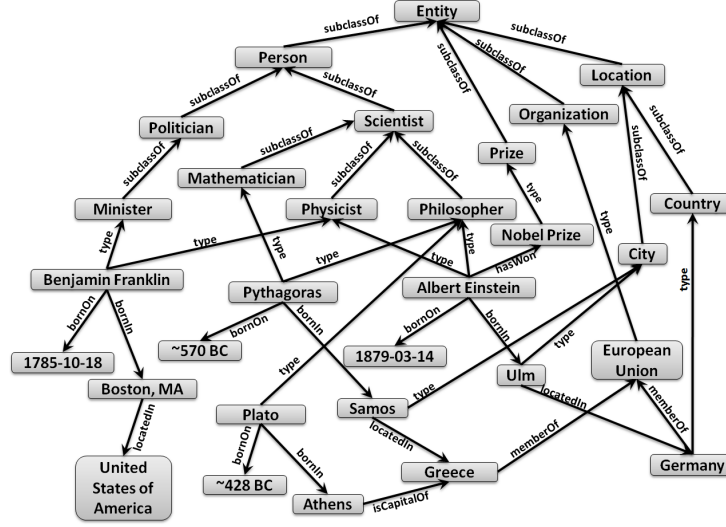 Entity
subclassOf
Person
subclassOf
subclassOf
subclassOf
Location
subclassOf
subclassOf
Organization
subclassOf
subclassOf
Politician
subclassOf
Scientist
Prize
subclassOf
Mathematician
subclassOf
subclassOf
type
Minister
Physicist
Philosopher
Country
type
type
type
type
type
type
Nobel Prize
hasWon
City
type
type
Benjamin Franklin
Pythagoras
Albert Einstein
bornOn
bornIn
bornOn
bornIn
bornOn
bornIn
type
1785-10-18
~570 BC
1879-03-14
European
Union
Boston, MA
type
Ulm
locatedIn
Plato
Samos
type
memberOf
locatedIn
locatedIn
memberOf
bornOn
bornIn
United
States of
America
~428 BC
Greece
Germany
Athens
isCapitalOf